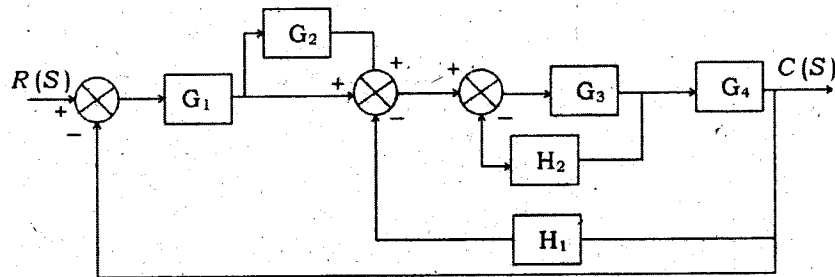 R(S)
+
−
G₁
G₂
+
+
−
+
−
G₃
H₂
G₄
C(S)
H₁